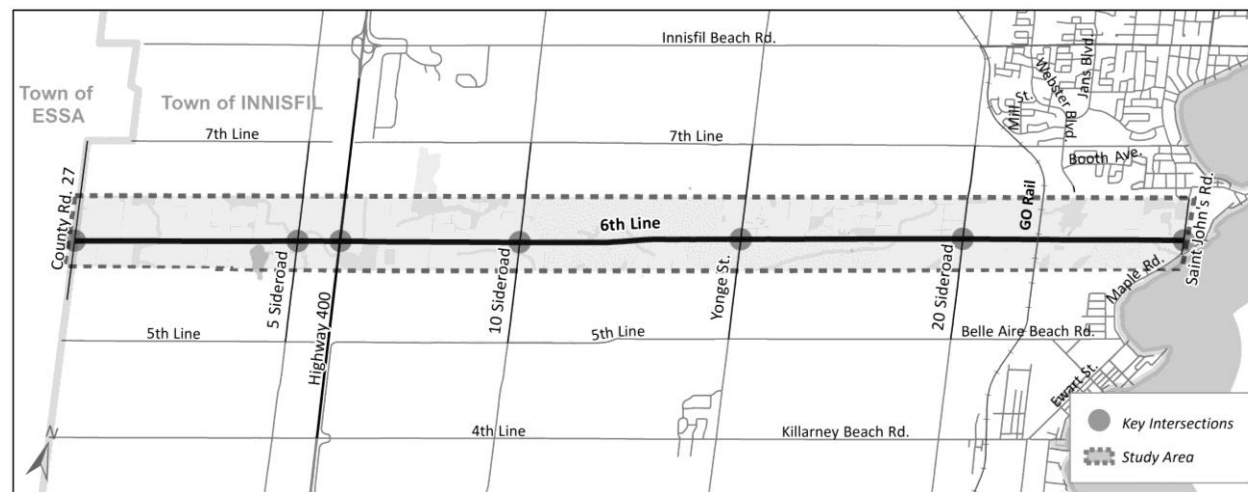 Innisfil Beach Rd.
Town of
ESSA
Town of INNISFIL
Webster Blvd.
Jans Blvd.
Mill St.
7th Line
7th Line
Booth Ave.
County Rd. 27
6th Line
GO Rail
Saint John's Rd.
5 Sideroad
Highway 400
10 Sideroad
Yonge St.
20 Sideroad
Maple Rd.
5th Line
5th Line
Belle Aire Beach Rd.
Ewart St.
4th Line
Killarney Beach Rd.
N
Key Intersections
Study Area